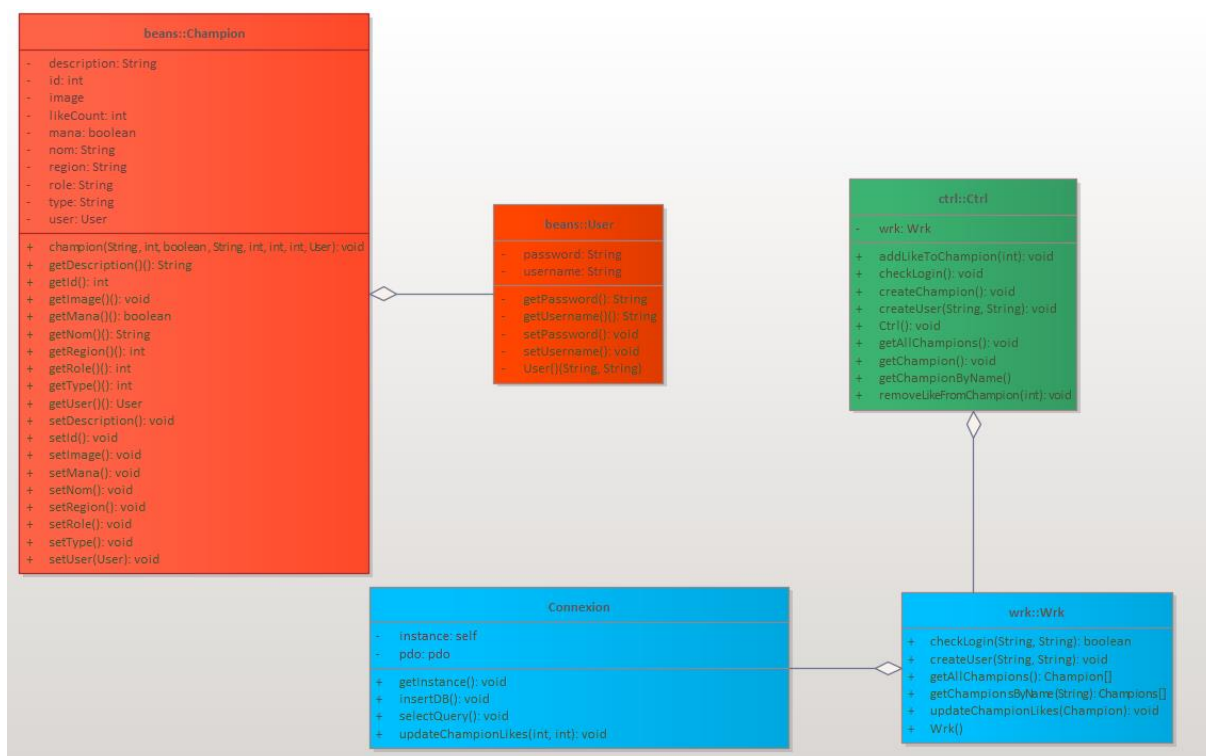 beans::Champion
- description: String
- id: int
- image
- likeCount: int
- mana: boolean
- nom: String
- region: String
- role: String
- type: String
- user: User
+ champion(String, int, boolean, String, int, int, int, User): void
+ getDescription()(): String
+ getId(): int
+ getImage()(): void
+ getMana()(): boolean
+ getNom()(): String
+ getRegion()(): int
+ getRole()(): int
+ getType()(): int
+ getUser()(): User
+ setDescription(): void
+ setId(): void
+ setImage(): void
+ setMana(): void
+ setNom(): void
+ setRegion(): void
+ setRole(): void
+ setType(): void
+ setUser(User): void
beans::User
- password: String
- username: String
- getPassword(): String
- getUsername()(): String
- setPassword(): void
- setUsername(): void
- User()(String, String)
ctrl::Ctrl
- wrk: Wrk
+ addLikeToChampion(int): void
+ checkLogin(): void
+ createChampion(): void
+ createUser(String, String): void
+ Ctrl(): void
+ getAllChampions(): void
+ getChampion(): void
+ getChampionByName()
+ removeLikeFromChampion(int): void
Connexion
- instance: self
- pdo: pdo
+ getInstance(): void
+ insertDB(): void
+ selectQuery(): void
+ updateChampionLikes(int, int): void
wrk::Wrk
+ checkLogin(String, String): boolean
+ createUser(String, String): void
+ getAllChampions(): Champion[]
+ getChampionsByName(String): Champions[]
+ updateChampionLikes(Champion): void
+ Wrk()